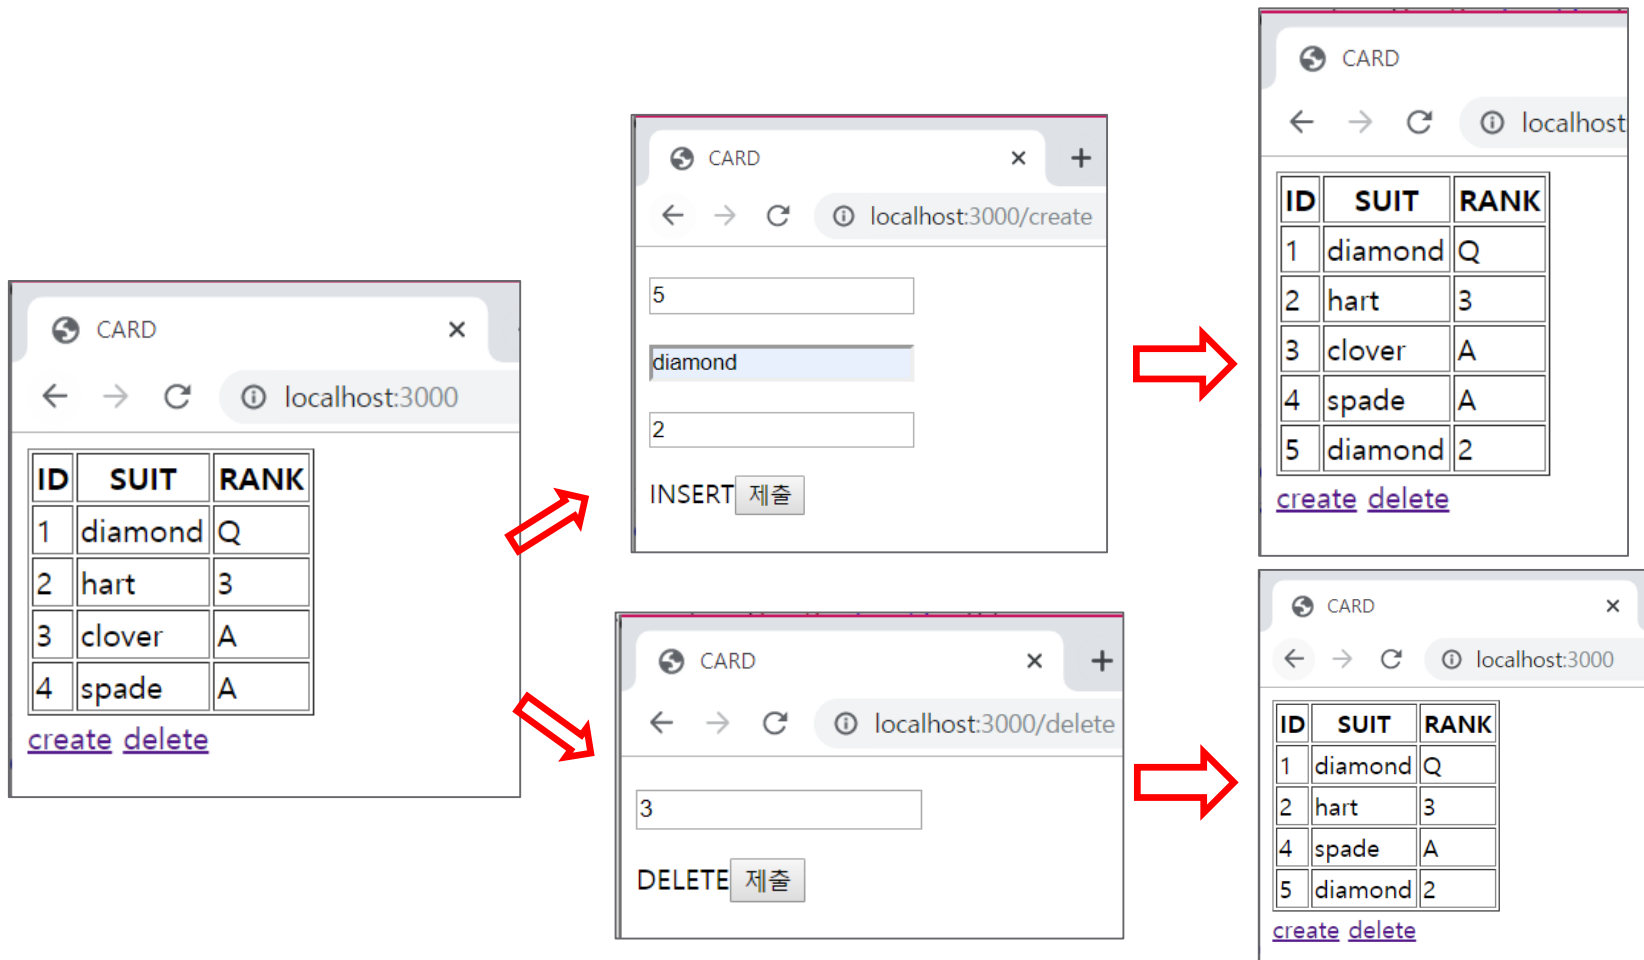 CARD
localhost:3000
ID SUIT RANK
1 diamond Q
2 hart 3
3 clover A
4 spade A
create delete
CARD
localhost:3000/create
5
diamond
2
INSERT 제출
CARD
localhost:3000/delete
3
DELETE 제출
CARD
localhost
ID SUIT RANK
1 diamond Q
2 hart 3
3 clover A
4 spade A
5 diamond 2
create delete
CARD
localhost:3000
ID SUIT RANK
1 diamond Q
2 hart 3
4 spade A
5 diamond 2
create delete